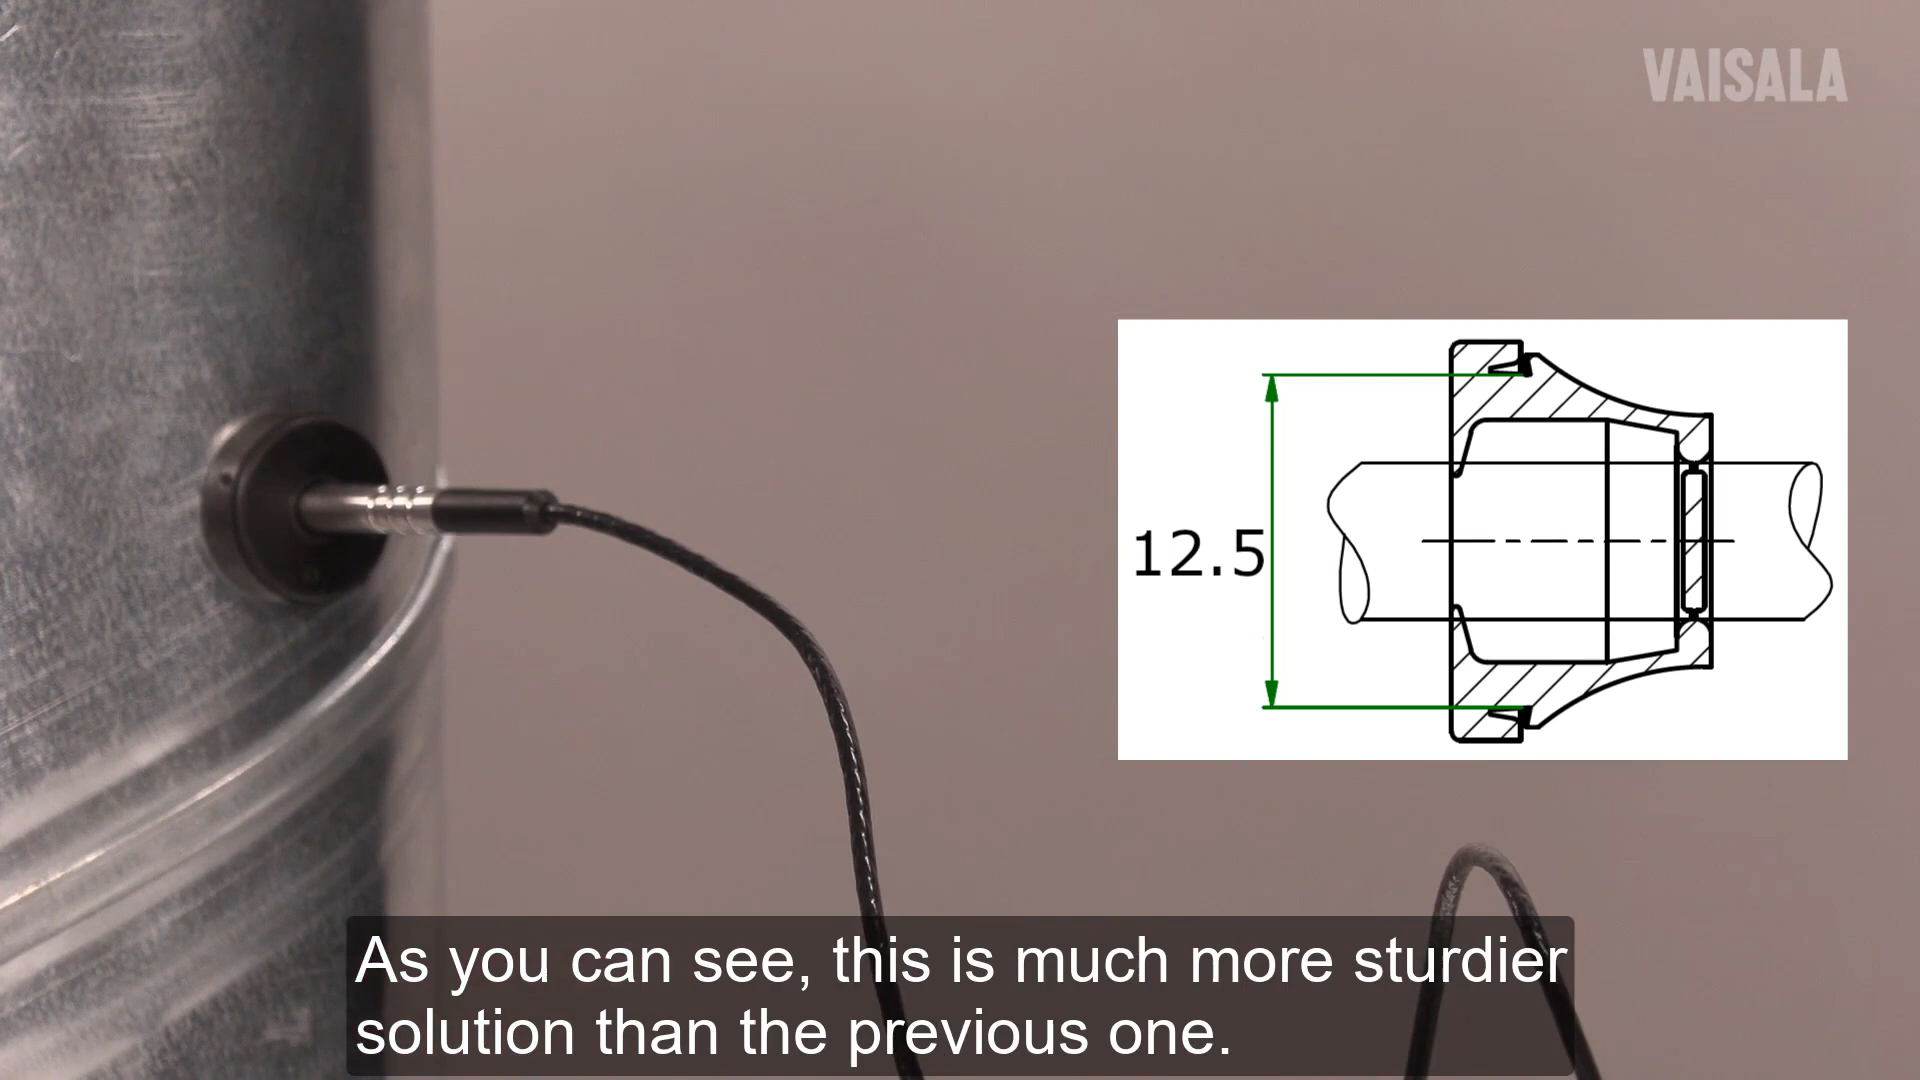 VAISALA
12.5
As you can see, this is much more sturdier
solution than the previous one.